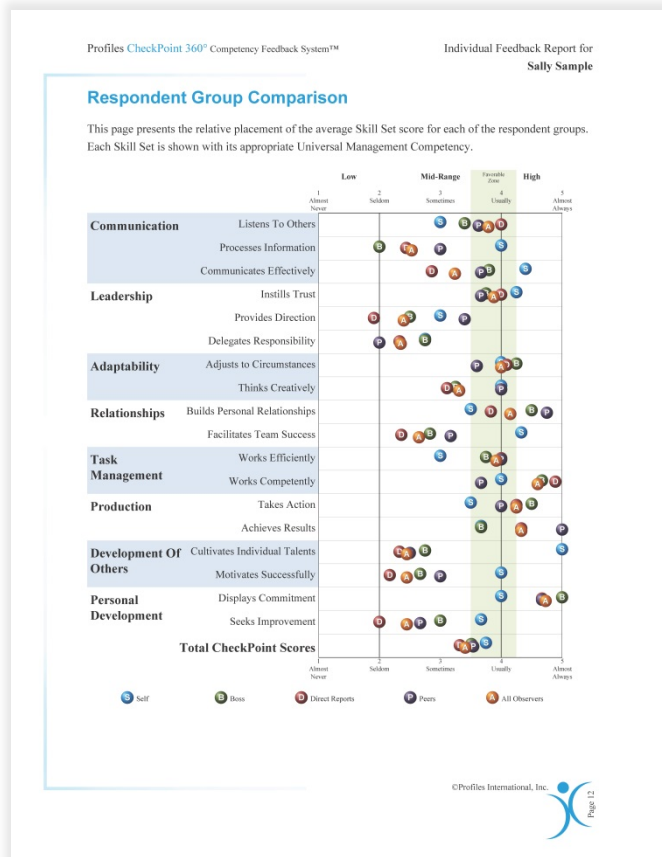 Profiles CheckPoint 360° Competency Feedback System™
Individual Feedback Report for
Sally Sample
Respondent Group Comparison
This page presents the relative placement of the average Skill Set score for each of the respondent groups.
Each Skill Set is shown with its appropriate Universal Management Competency.
Low Mid-Range Favorable Zone High
1 2 3 4 5
Almost Never Seldom Sometimes Usually Almost Always
Communication Listens To Others S B P A D
Processes Information B D A P S
Communicates Effectively D A P B S
Leadership Instills Trust P A D S
Provides Direction D A B S P
Delegates Responsibility P A B
Adaptability Adjusts to Circumstances P A D B
Thinks Creatively D A P
Relationships Builds Personal Relationships S D A B P
Facilitates Team Success D A B P S
Task Management Works Efficiently S B A
Works Competently P S A D
Production Takes Action S P A B
Achieves Results B A P
Development Of Others Cultivates Individual Talents D A B S
Motivates Successfully D A B P S
Personal Development Displays Commitment S A B
Seeks Improvement D A P B S
Total CheckPoint Scores A P S
1 2 3 4 5
Almost Never Seldom Sometimes Usually Almost Always
S Self B Boss D Direct Reports P Peers A All Observers
©Profiles International, Inc.
Page 12